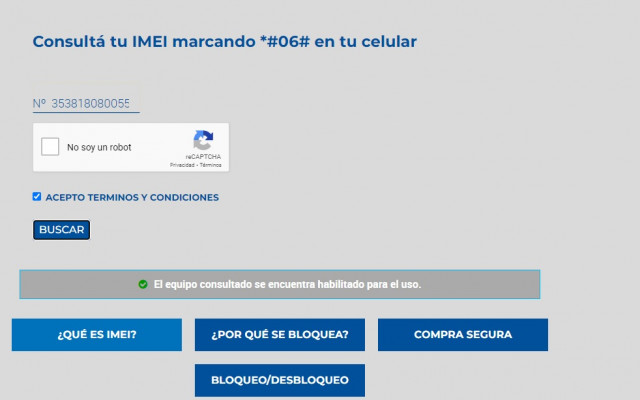 Consultá tu IMEI marcando *#06# en tu celular
Nº 353818080055
No soy un robot
reCAPTCHA
Privacidad - Términos
ACEPTO TERMINOS Y CONDICIONES
BUSCAR
El equipo consultado se encuentra habilitado para el uso.
¿QUÉ ES IMEI?
¿POR QUÉ SE BLOQUEA?
COMPRA SEGURA
BLOQUEO/DESBLOQUEO